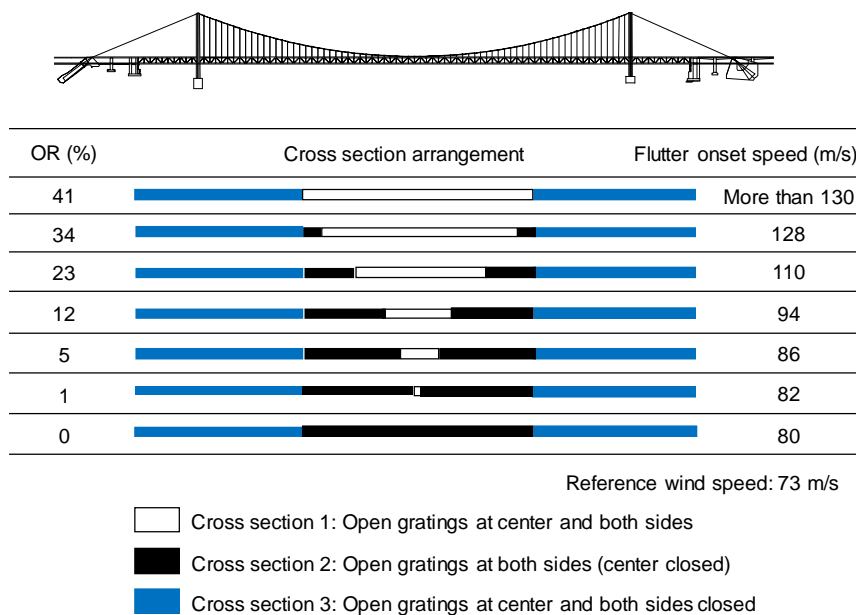 OR (%) Cross section arrangement Flutter onset speed (m/s)
41 More than 130
34 128
23 110
12 94
5 86
1 82
0 80
Reference wind speed: 73 m/s
Cross section 1: Open gratings at center and both sides
Cross section 2: Open gratings at both sides (center closed)
Cross section 3: Open gratings at center and both sides closed